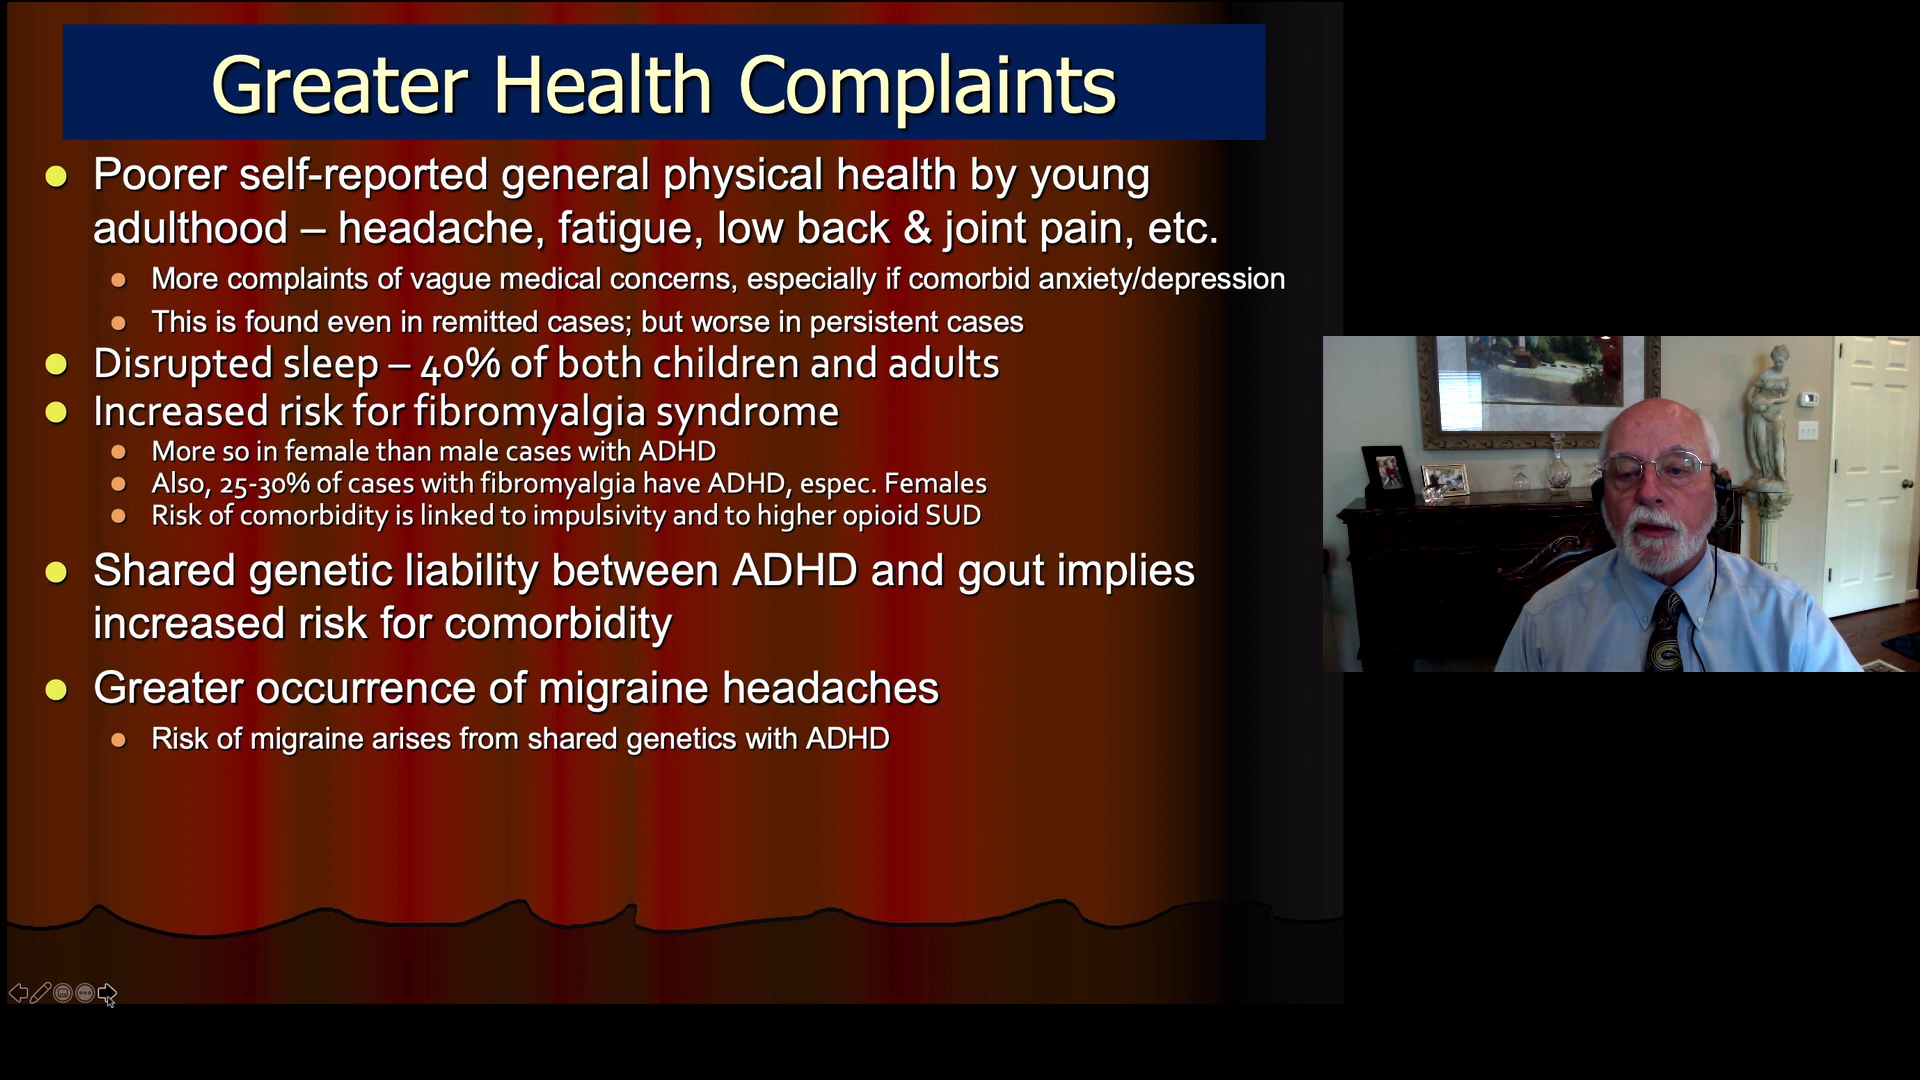 Greater Health Complaints
Poorer self-reported general physical health by young
adulthood – headache, fatigue, low back & joint pain, etc.
More complaints of vague medical concerns, especially if comorbid anxiety/depression
This is found even in remitted cases; but worse in persistent cases
Disrupted sleep – 40% of both children and adults
Increased risk for fibromyalgia syndrome
More so in female than male cases with ADHD
Also, 25-30% of cases with fibromyalgia have ADHD, espec. Females
Risk of comorbidity is linked to impulsivity and to higher opioid SUD
Shared genetic liability between ADHD and gout implies
increased risk for comorbidity
Greater occurrence of migraine headaches
Risk of migraine arises from shared genetics with ADHD